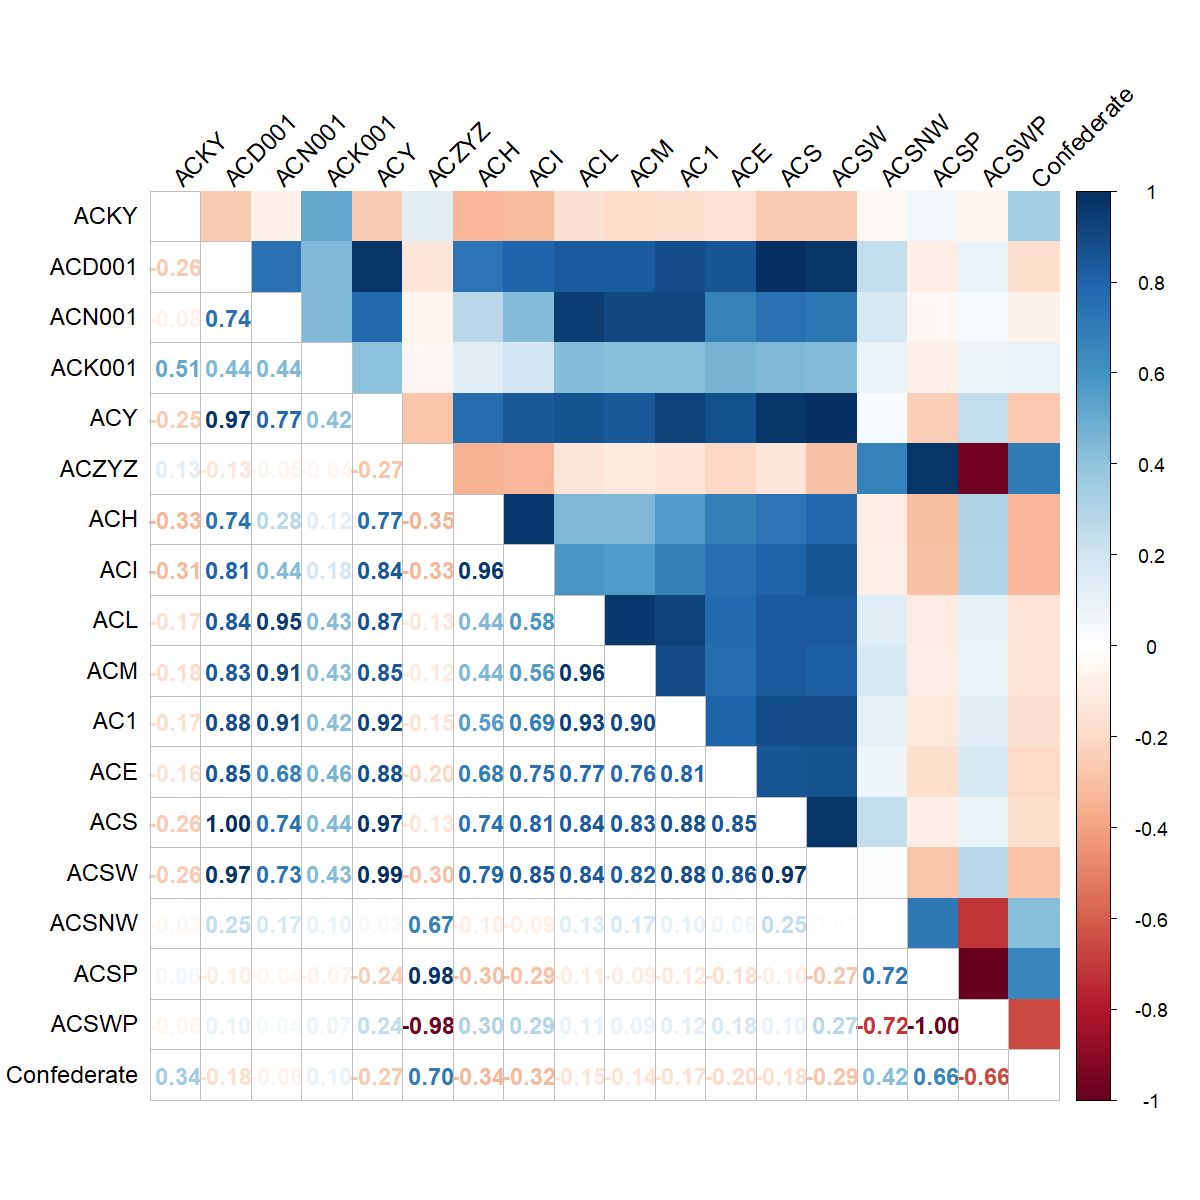 ACKY ACD001 ACN001 ACK001 ACY ACZYZ ACH ACI ACL ACM AC1 ACE ACS ACSW ACSNW ACSP ACSWP Confederate
ACKY 1
ACD001 -0.26 0.8
ACN001 -0.08 0.74
ACK001 0.51 0.44 0.44 0.6
ACY -0.25 0.97 0.77 0.42
ACZYZ 0.13 -0.13 -0.05 -0.04 -0.27 0.4
ACH -0.33 0.74 0.28 0.12 0.77 -0.35
ACI -0.31 0.81 0.44 0.18 0.84 -0.33 0.96 0.2
ACL -0.17 0.84 0.95 0.43 0.87 -0.13 0.44 0.58 0
ACM -0.18 0.83 0.91 0.43 0.85 -0.12 0.44 0.56 0.96
AC1 -0.17 0.88 0.91 0.42 0.92 -0.15 0.56 0.69 0.93 0.90 -0.2
ACE -0.16 0.85 0.68 0.46 0.88 -0.20 0.68 0.75 0.77 0.76 0.81
ACS -0.26 1.00 0.74 0.44 0.97 -0.13 0.74 0.81 0.84 0.83 0.88 0.85 -0.4
ACSW -0.26 0.97 0.73 0.43 0.99 -0.30 0.79 0.85 0.84 0.82 0.88 0.86 0.97
ACSNW -0.03 0.25 0.17 0.10 0.03 0.67 -0.10 -0.09 0.13 0.17 0.10 0.06 0.25 -0.6
ACSP 0.06 -0.10 -0.04 -0.07 -0.24 0.98 -0.30 -0.29 -0.11 -0.09 -0.12 -0.18 -0.10 -0.27 0.72
ACSWP -0.06 0.10 0.04 0.07 0.24 -0.98 0.30 0.29 0.11 0.09 0.12 0.18 0.10 0.27 -0.72 -1.00 -0.8
Confederate 0.34 -0.18 -0.06 0.10 -0.27 0.70 -0.34 -0.32 -0.15 -0.14 -0.17 -0.20 -0.18 -0.29 0.42 0.66 -0.66 -1